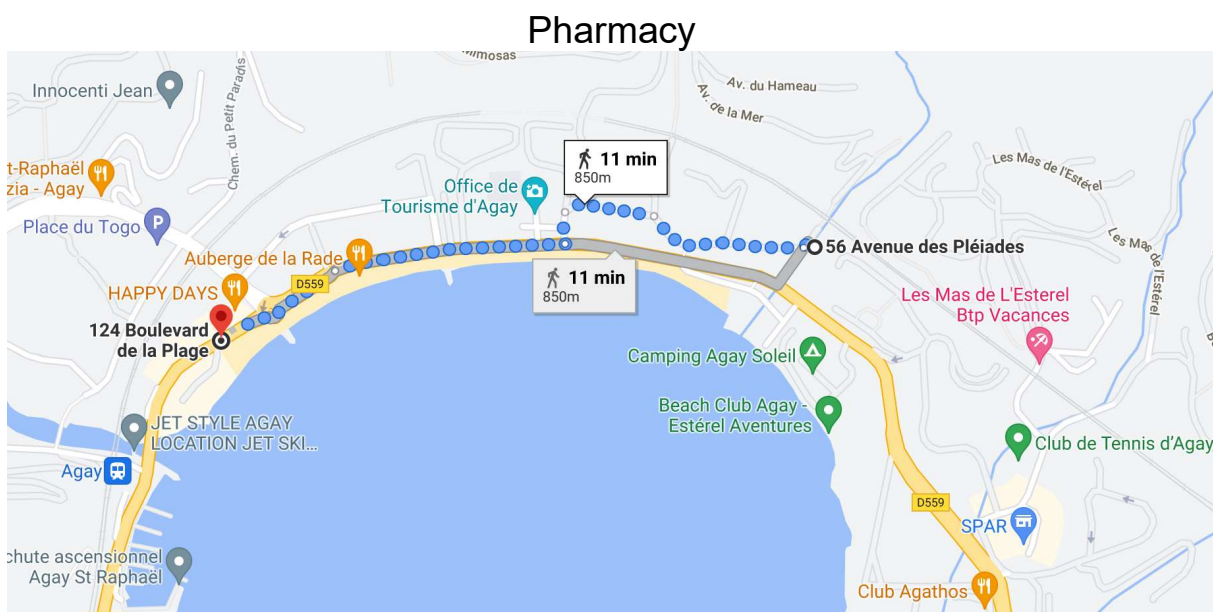 Pharmacy
Mimosas
Innocenti Jean
Chem. du Petit Paradis
Av. du Hameau
Av. de la Mer
11 min
850m
Les Mas de l'Estérel
t-Raphaël
zia - Agay
Office de
Tourisme d'Agay
Place du Togo
Auberge de la Rade
56 Avenue des Pléiades
Les Mas de
l'Estérel
D559
11 min
850m
HAPPY DAYS
Les Mas de L'Esterel
Btp Vacances
124 Boulevard
de la Plage
Camping Agay Soleil
Beach Club Agay -
Estérel Aventures
JET STYLE AGAY
LOCATION JET SKI...
Club de Tennis d'Agay
Agay
D559
SPAR
chute ascensionnel
Agay St Raphaël
Club Agathos